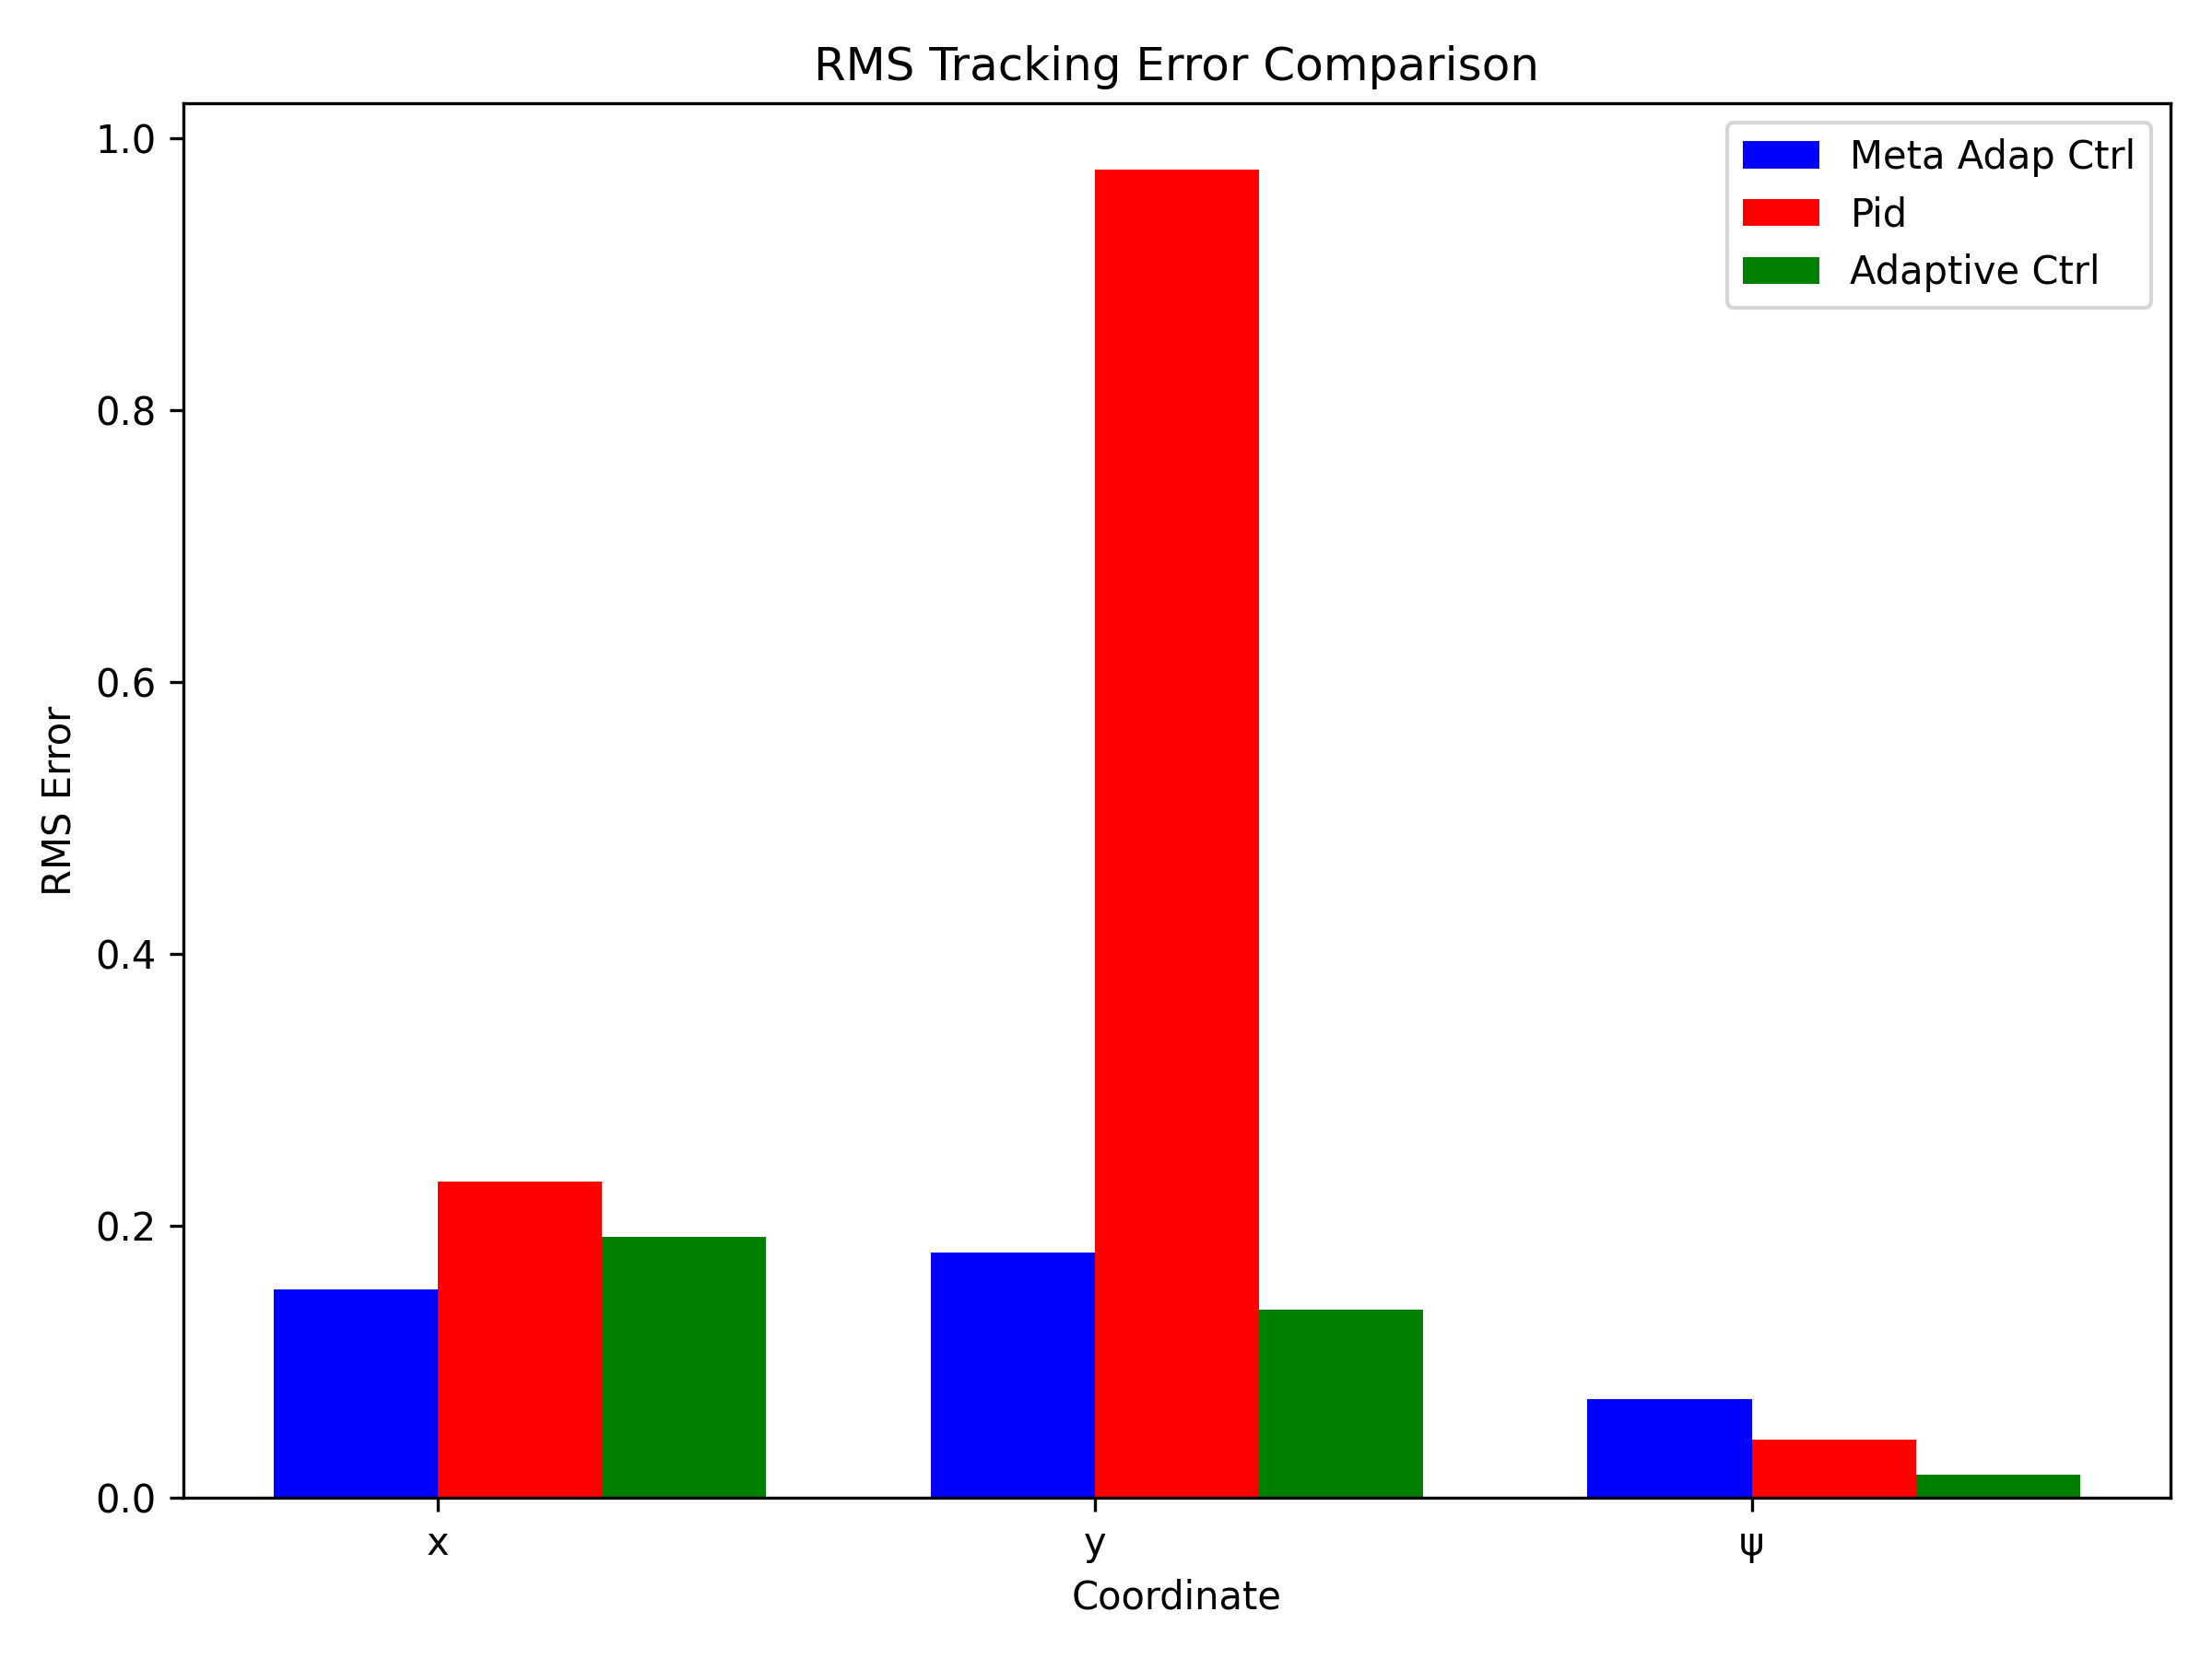 RMS Tracking Error Comparison
Meta Adap Ctrl
Pid
Adaptive Ctrl
RMS Error
1.0
0.8
0.6
0.4
0.2
0.0
x
y
ψ
Coordinate